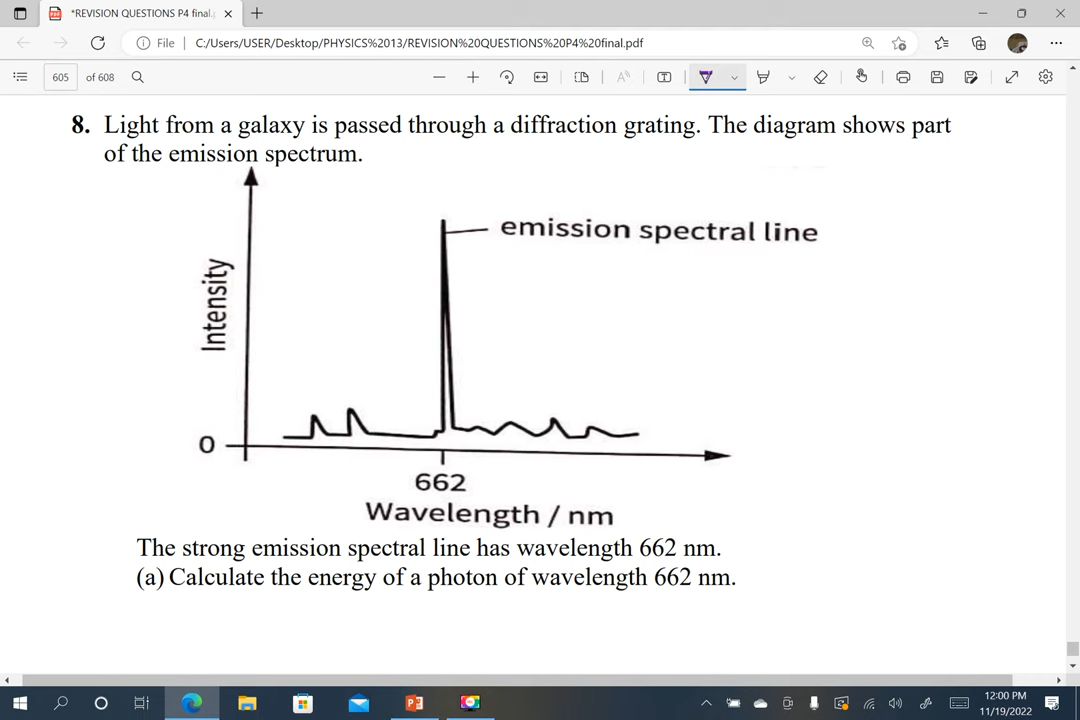 *REVISION QUESTIONS P4 final.
File
C:/Users/USER/Desktop/PHYSICS%2013/REVISION%20QUESTIONS%20P4%20final.pdf
605 of 608
8. Light from a galaxy is passed through a diffraction grating. The diagram shows part
of the emission spectrum.
emission spectral line
Intensity
0
662
Wavelength / nm
The strong emission spectral line has wavelength 662 nm.
(a) Calculate the energy of a photon of wavelength 662 nm.
12:00 PM
11/19/2022